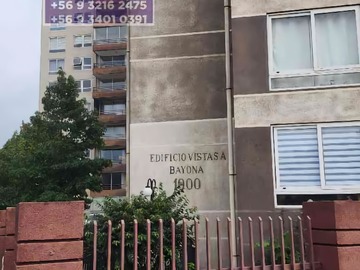 +56 9 3216 2475
+56 9 3401 0391
EDIFICIO VISTAS A
BAYONA
1900